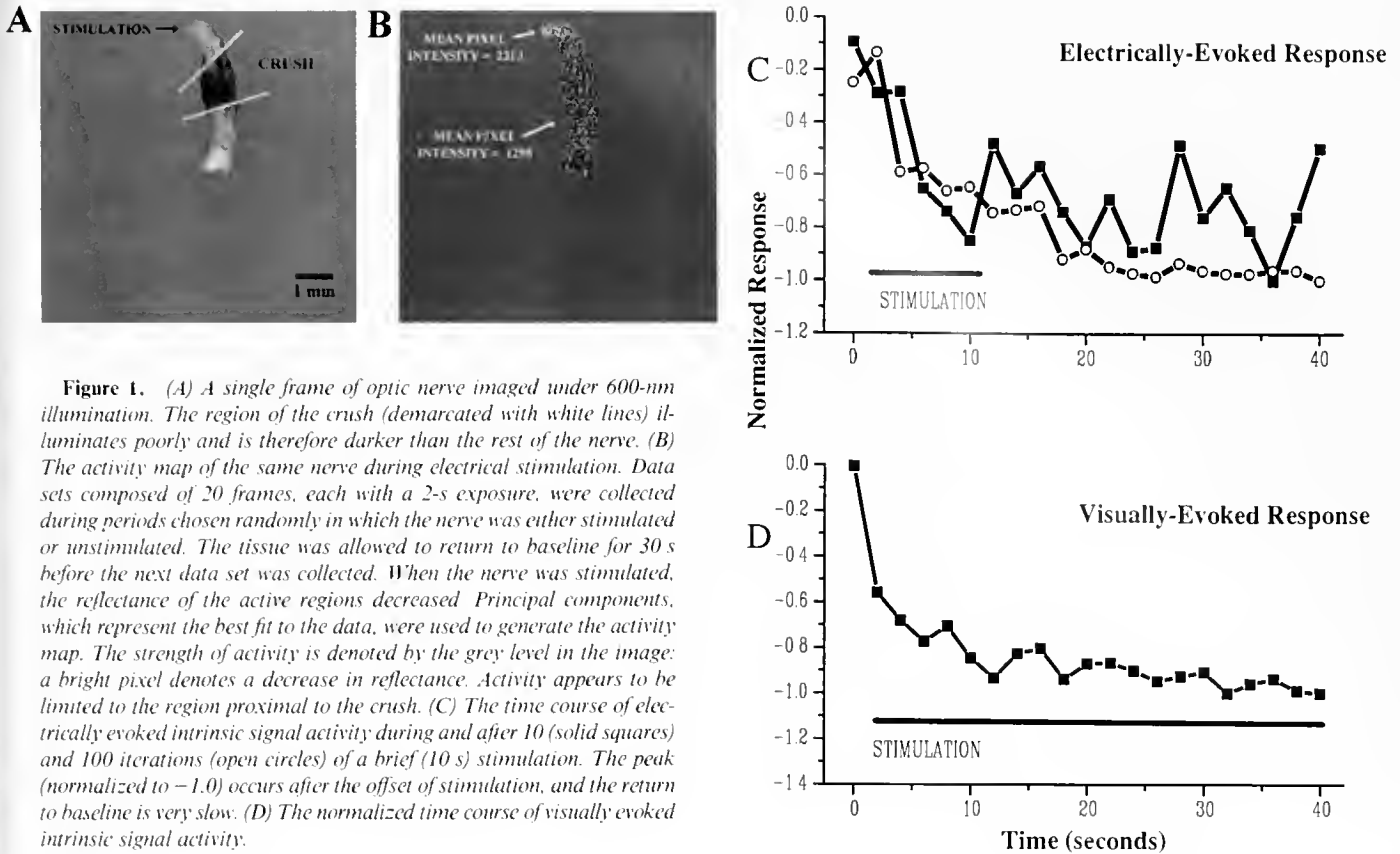 A
STIMULATION
CRUSH
1 mm
B
MEAN PIXEL
INTENSITY = 2213
MEAN PIXEL
INTENSITY = 1298
C
Electrically-Evoked Response
0.0
-0.2
-0.4
-0.6
-0.8
-1.0
-1.2
STIMULATION
0
10
20
30
40
Normalized Response
D
Visually-Evoked Response
0.0
-0.2
-0.4
-0.6
-0.8
-1.0
-1.2
-1.4
STIMULATION
0
10
20
30
40
Time (seconds)
Figure 1. (A) A single frame of optic nerve imaged under 600-nm
illumination. The region of the crush (demarcated with white lines) il-
luminates poorly and is therefore darker than the rest of the nerve. (B)
The activity map of the same nerve during electrical stimulation. Data
sets composed of 20 frames, each with a 2-s exposure, were collected
during periods chosen randomly in which the nerve was either stimulated
or unstimulated. The tissue was allowed to return to baseline for 30 s
before the next data set was collected. When the nerve was stimulated,
the reflectance of the active regions decreased Principal components,
which represent the best fit to the data, were used to generate the activity
map. The strength of activity is denoted by the grey level in the image:
a bright pixel denotes a decrease in reflectance. Activity appears to be
limited to the region proximal to the crush. (C) The time course of elec-
trically evoked intrinsic signal activity during and after 10 (solid squares)
and 100 iterations (open circles) of a brief (10 s) stimulation. The peak
(normalized to −1.0) occurs after the offset of stimulation, and the return
to baseline is very slow. (D) The normalized time course of visually evoked
intrinsic signal activity.